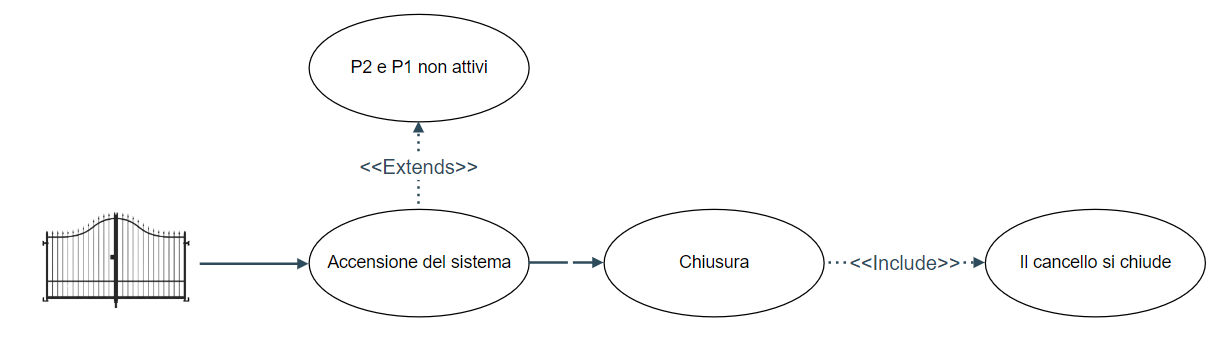 P2 e P1 non attivi
<<Extends>>
Accensione del sistema
Chiusura
<<Include>>
Il cancello si chiude